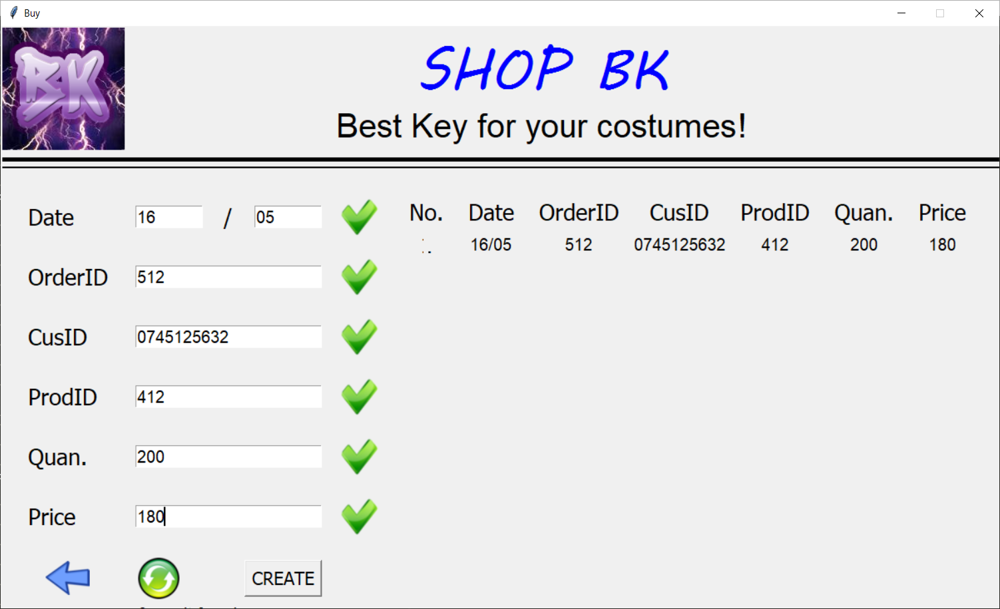 Buy
BK
SHOP BK
Best Key for your costumes!
Date 16 / 05
OrderID 512
CusID 0745125632
ProdID 412
Quan. 200
Price 180
CREATE
No. Date OrderID CusID ProdID Quan. Price
16/05 512 0745125632 412 200 180